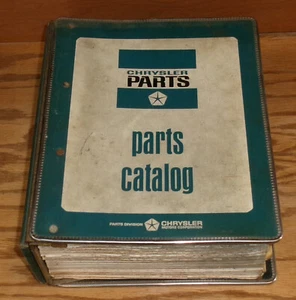 CHRYSLER
PARTS
parts
catalog
PARTS DIVISION CHRYSLER
MOTORS CORPORATION